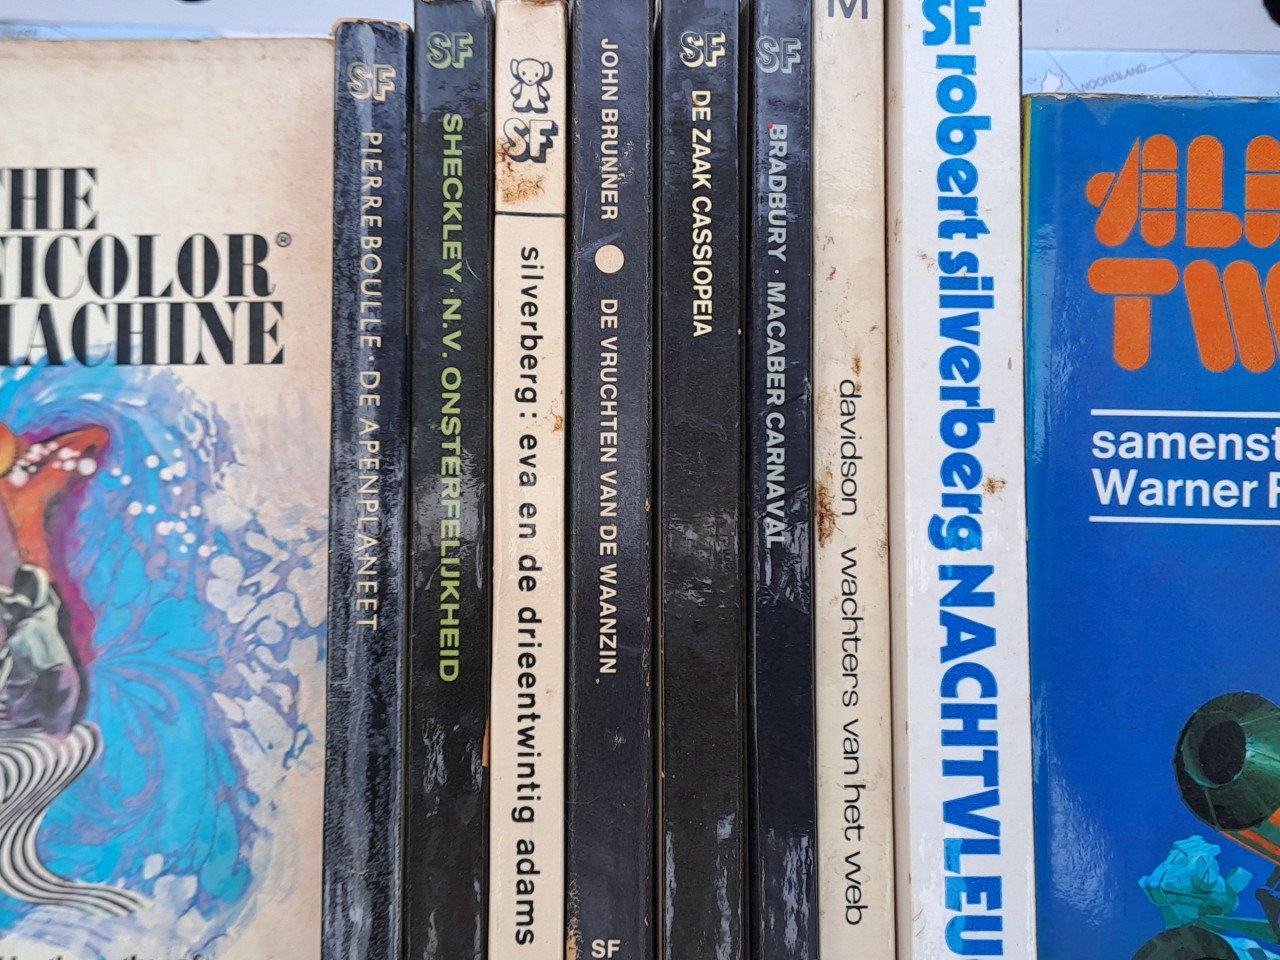 THE
NICOLOR®
MACHINE
SF PIERRE BOULLE · DE APENPLANEET
SF SHECKLEY · N.V. ONSTERFELIJKHEID
SF silverberg: eva en de drieentwintig adams
JOHN BRUNNER DE VRUCHTEN VAN DE WAANZIN SF
SF DE ZAAK CASSIOPEIA
SF BRADBURY · MACABER CARNAVAL
M davidson wachters van het web
SF robert silverberg NACHTVLEU
NOORDLAND
TW
samenst
Warner